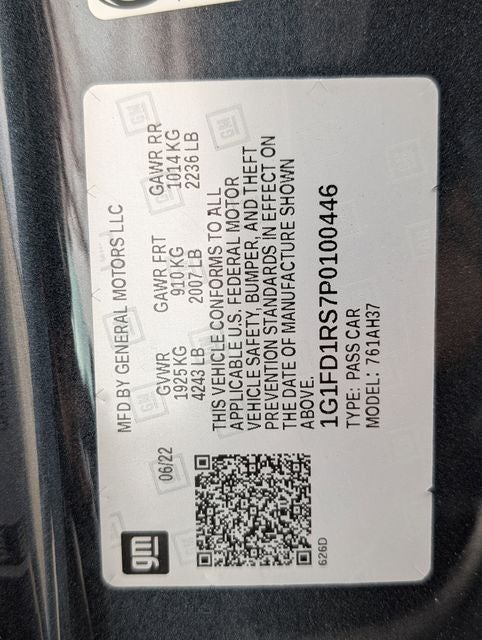 gm
06/22
MFD BY GENERAL MOTORS LLC
GVWR GAWR FRT GAWR RR
1925 KG 910 KG 1014 KG
4243 LB 2007 LB 2236 LB
THIS VEHICLE CONFORMS TO ALL
APPLICABLE U.S. FEDERAL MOTOR
VEHICLE SAFETY, BUMPER, AND THEFT
PREVENTION STANDARDS IN EFFECT ON
THE DATE OF MANUFACTURE SHOWN
ABOVE.
1G1FD1RS7P0100446
TYPE: PASS CAR
MODEL: 761AH37
626D